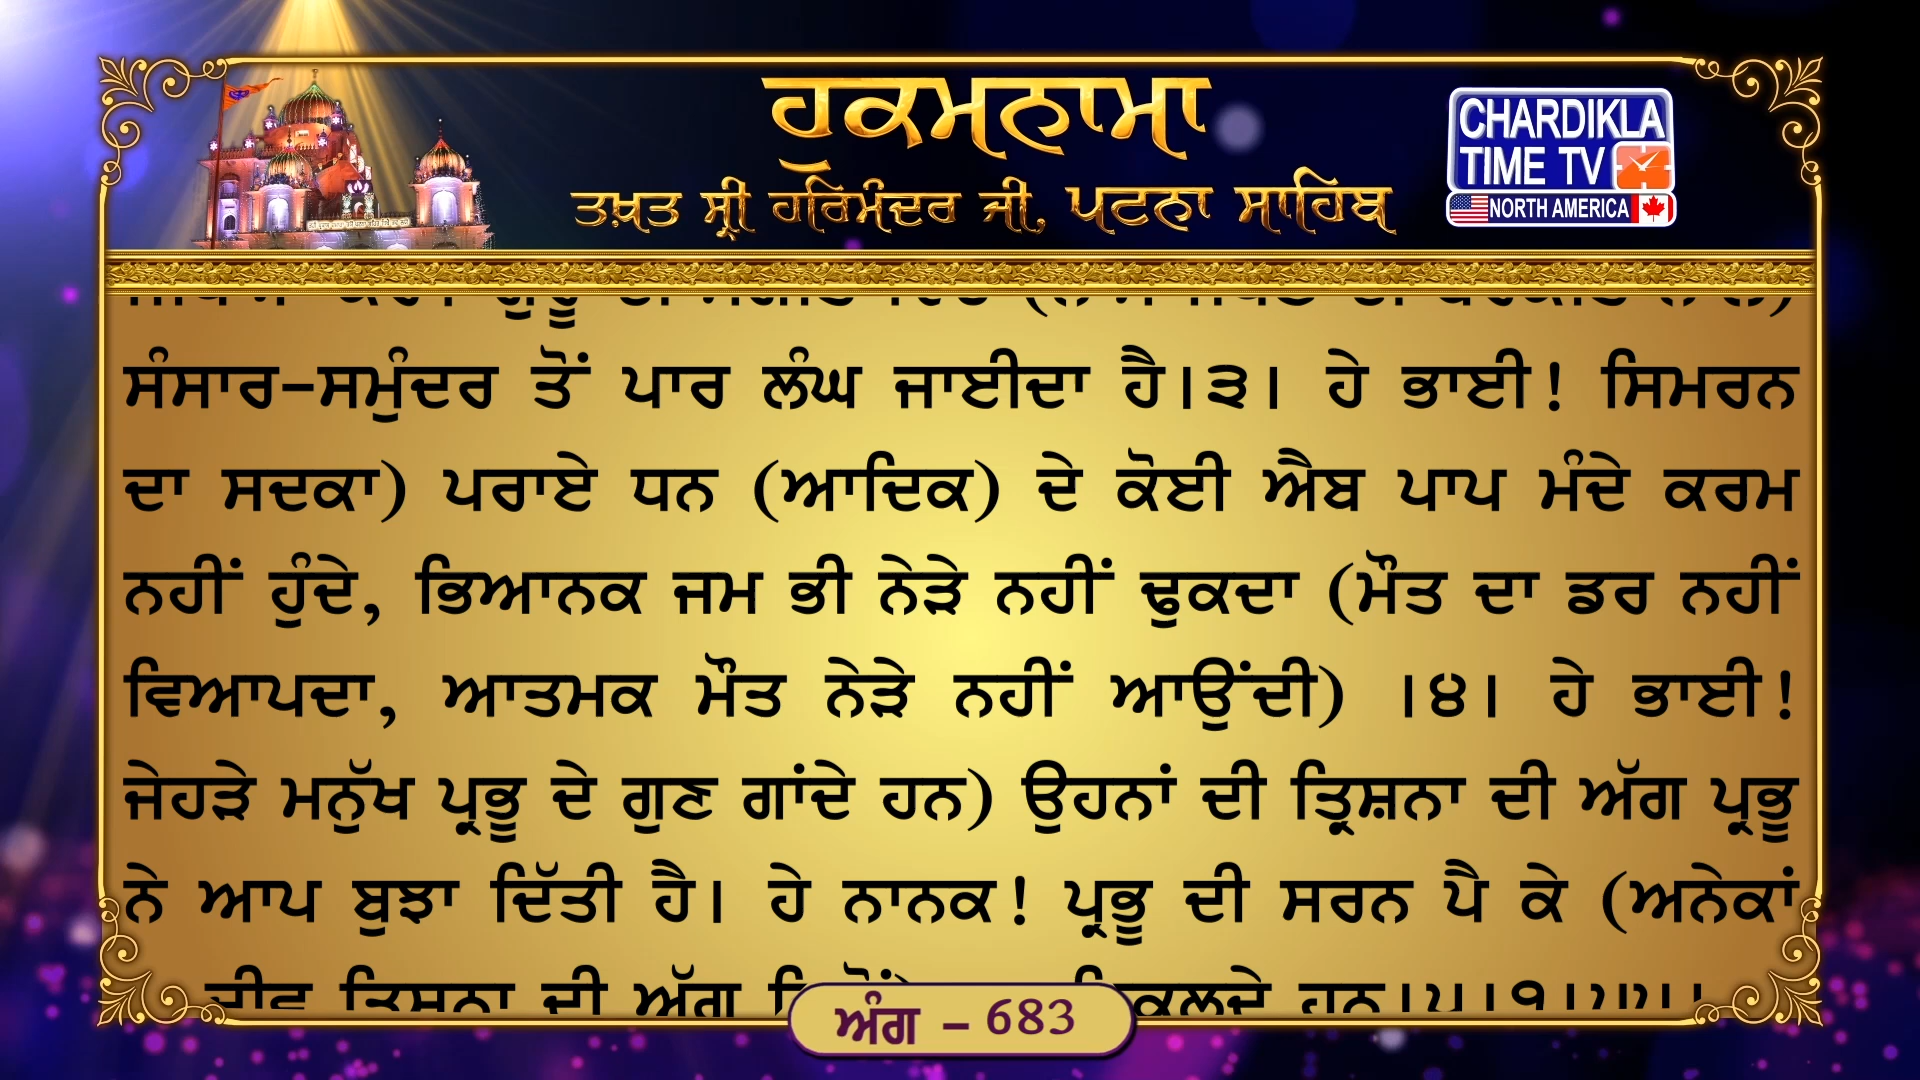 ਹੁਕਮਨਾਮਾ
ਤਖ਼ਤ ਸ੍ਰੀ ਹਰਿਮੰਦਰ ਜੀ, ਪਟਨਾ ਸਾਹਿਬ
CHARDIKLA
TIME TV
NORTH AMERICA
ਸੰਸਾਰ-ਸਮੁੰਦਰ ਤੋਂ ਪਾਰ ਲੰਘ ਜਾਈਦਾ ਹੈ।੩। ਹੇ ਭਾਈ! ਸਿਮਰਨ
ਦਾ ਸਦਕਾ) ਪਰਾਏ ਧਨ (ਆਦਿਕ) ਦੇ ਕੋਈ ਐਬ ਪਾਪ ਮੰਦੇ ਕਰਮ
ਨਹੀਂ ਹੁੰਦੇ, ਭਿਆਨਕ ਜਮ ਭੀ ਨੇੜੇ ਨਹੀਂ ਢੁਕਦਾ (ਮੌਤ ਦਾ ਡਰ ਨਹੀਂ
ਵਿਆਪਦਾ, ਆਤਮਕ ਮੌਤ ਨੇੜੇ ਨਹੀਂ ਆਉਂਦੀ) ।੪। ਹੇ ਭਾਈ!
ਜੇਹੜੇ ਮਨੁੱਖ ਪ੍ਰਭੂ ਦੇ ਗੁਣ ਗਾਂਦੇ ਹਨ) ਉਹਨਾਂ ਦੀ ਤ੍ਰਿਸ਼ਨਾ ਦੀ ਅੱਗ ਪ੍ਰਭੂ
ਨੇ ਆਪ ਬੁਝਾ ਦਿੱਤੀ ਹੈ। ਹੇ ਨਾਨਕ! ਪ੍ਰਭੂ ਦੀ ਸਰਨ ਪੈ ਕੇ (ਅਨੇਕਾਂ
ਦੀ ਅੱਗ
ਅੰਗ - 683